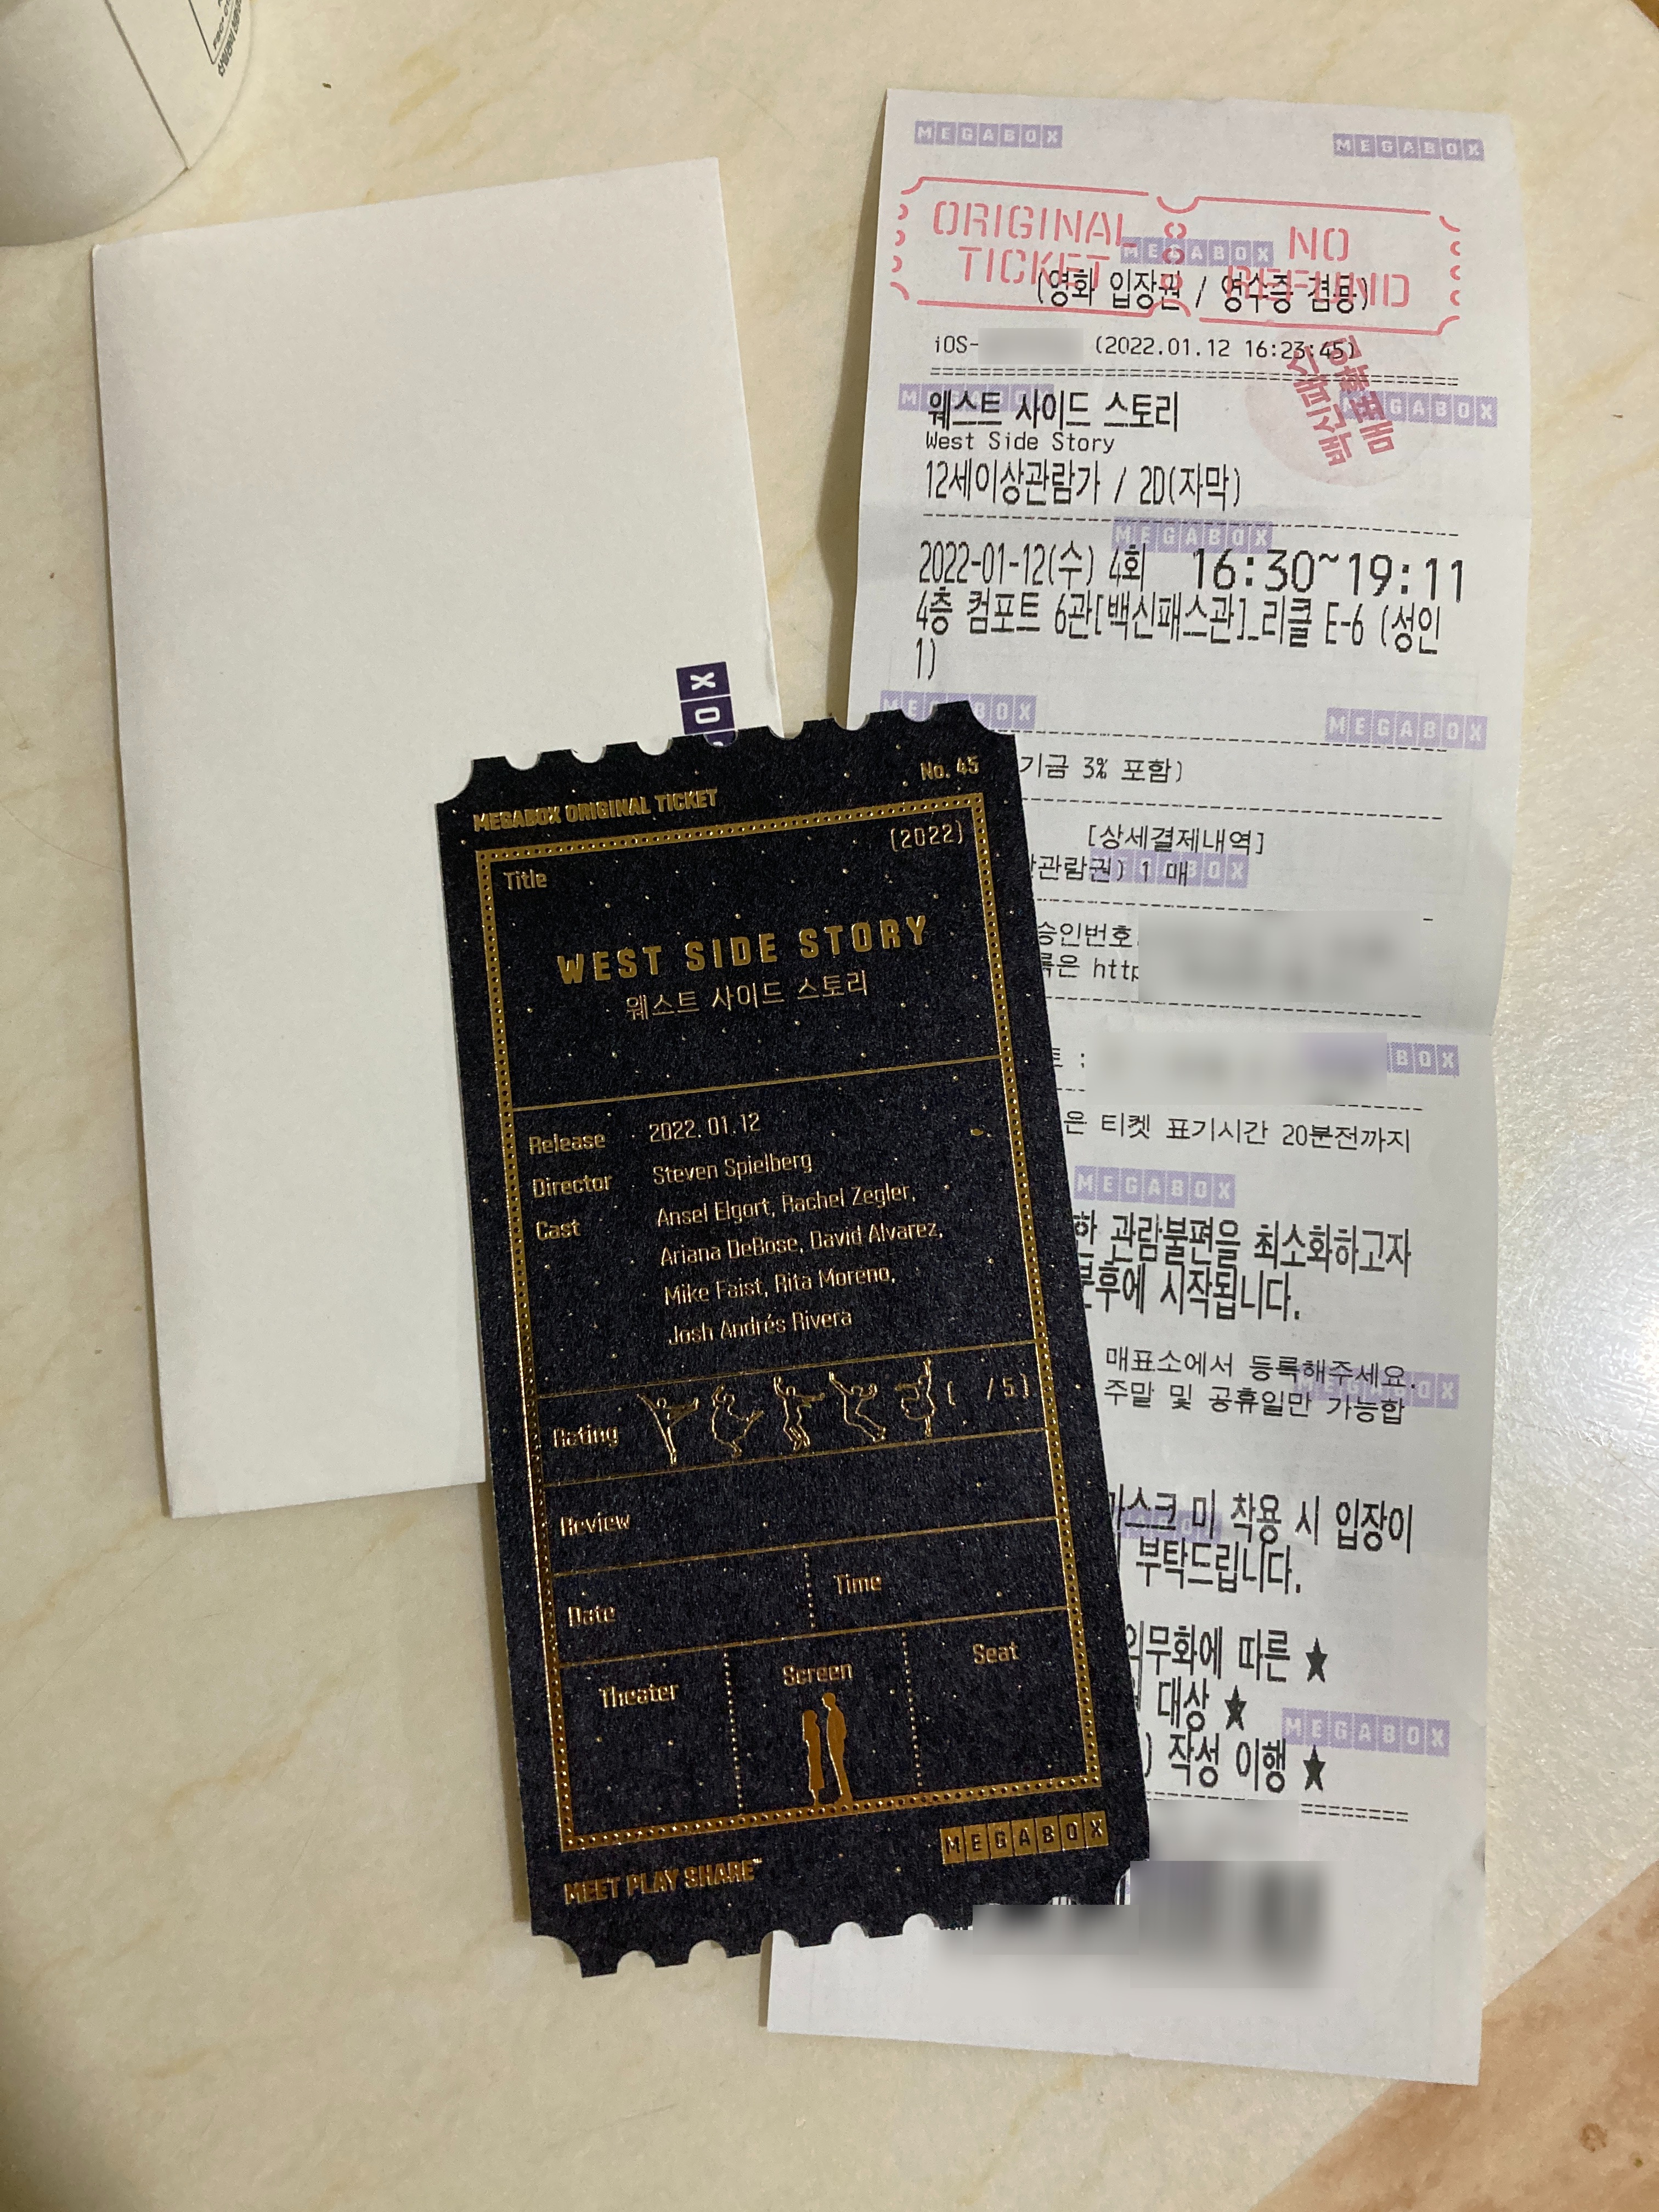 MEGABOX
MEGABOX
ORIGINAL TICKET
NO REFUND
MEGABOX
(영화 입장권 / 영수증 겸용)
iOS- (2022.01.12 16:23:45)
MEGABOX
웨스트 사이드 스토리
West Side Story
12세이상관람가 / 2D(자막)
MEGABOX
2022-01-12(수) 4회 16:30~19:11
4층 컴포트 6관[백신패스관]_리클 E-6 (성인
1)
MEGABOX
기금 3% 포함)
[상세결제내역]
관람권) 1 매
승인번호
은 http
BOX
은 티켓 표기시간 20분전까지
MEGABOX
한 관람불편을 최소화하고자
분후에 시작됩니다.
매표소에서 등록해주세요.
주말 및 공휴일만 가능합
마스크 미 착용 시 입장이
부탁드립니다.
의무화에 따른 ★
대상 ★
) 작성 이행 ★
MEGABOX
MEGABOX ORIGINAL TICKET
No. 45
(2022)
Title
WEST SIDE STORY
웨스트 사이드 스토리
Release 2022. 01. 12
Director Steven Spielberg
Cast Ansel Elgort, Rachel Zegler,
Ariana DeBose, David Alvarez,
Mike Faist, Rita Moreno,
Josh Andrés Rivera
Rating ( /5)
Review
Date
Time
Theater
Screen
Seat
MEET PLAY SHARE™
MEGABOX